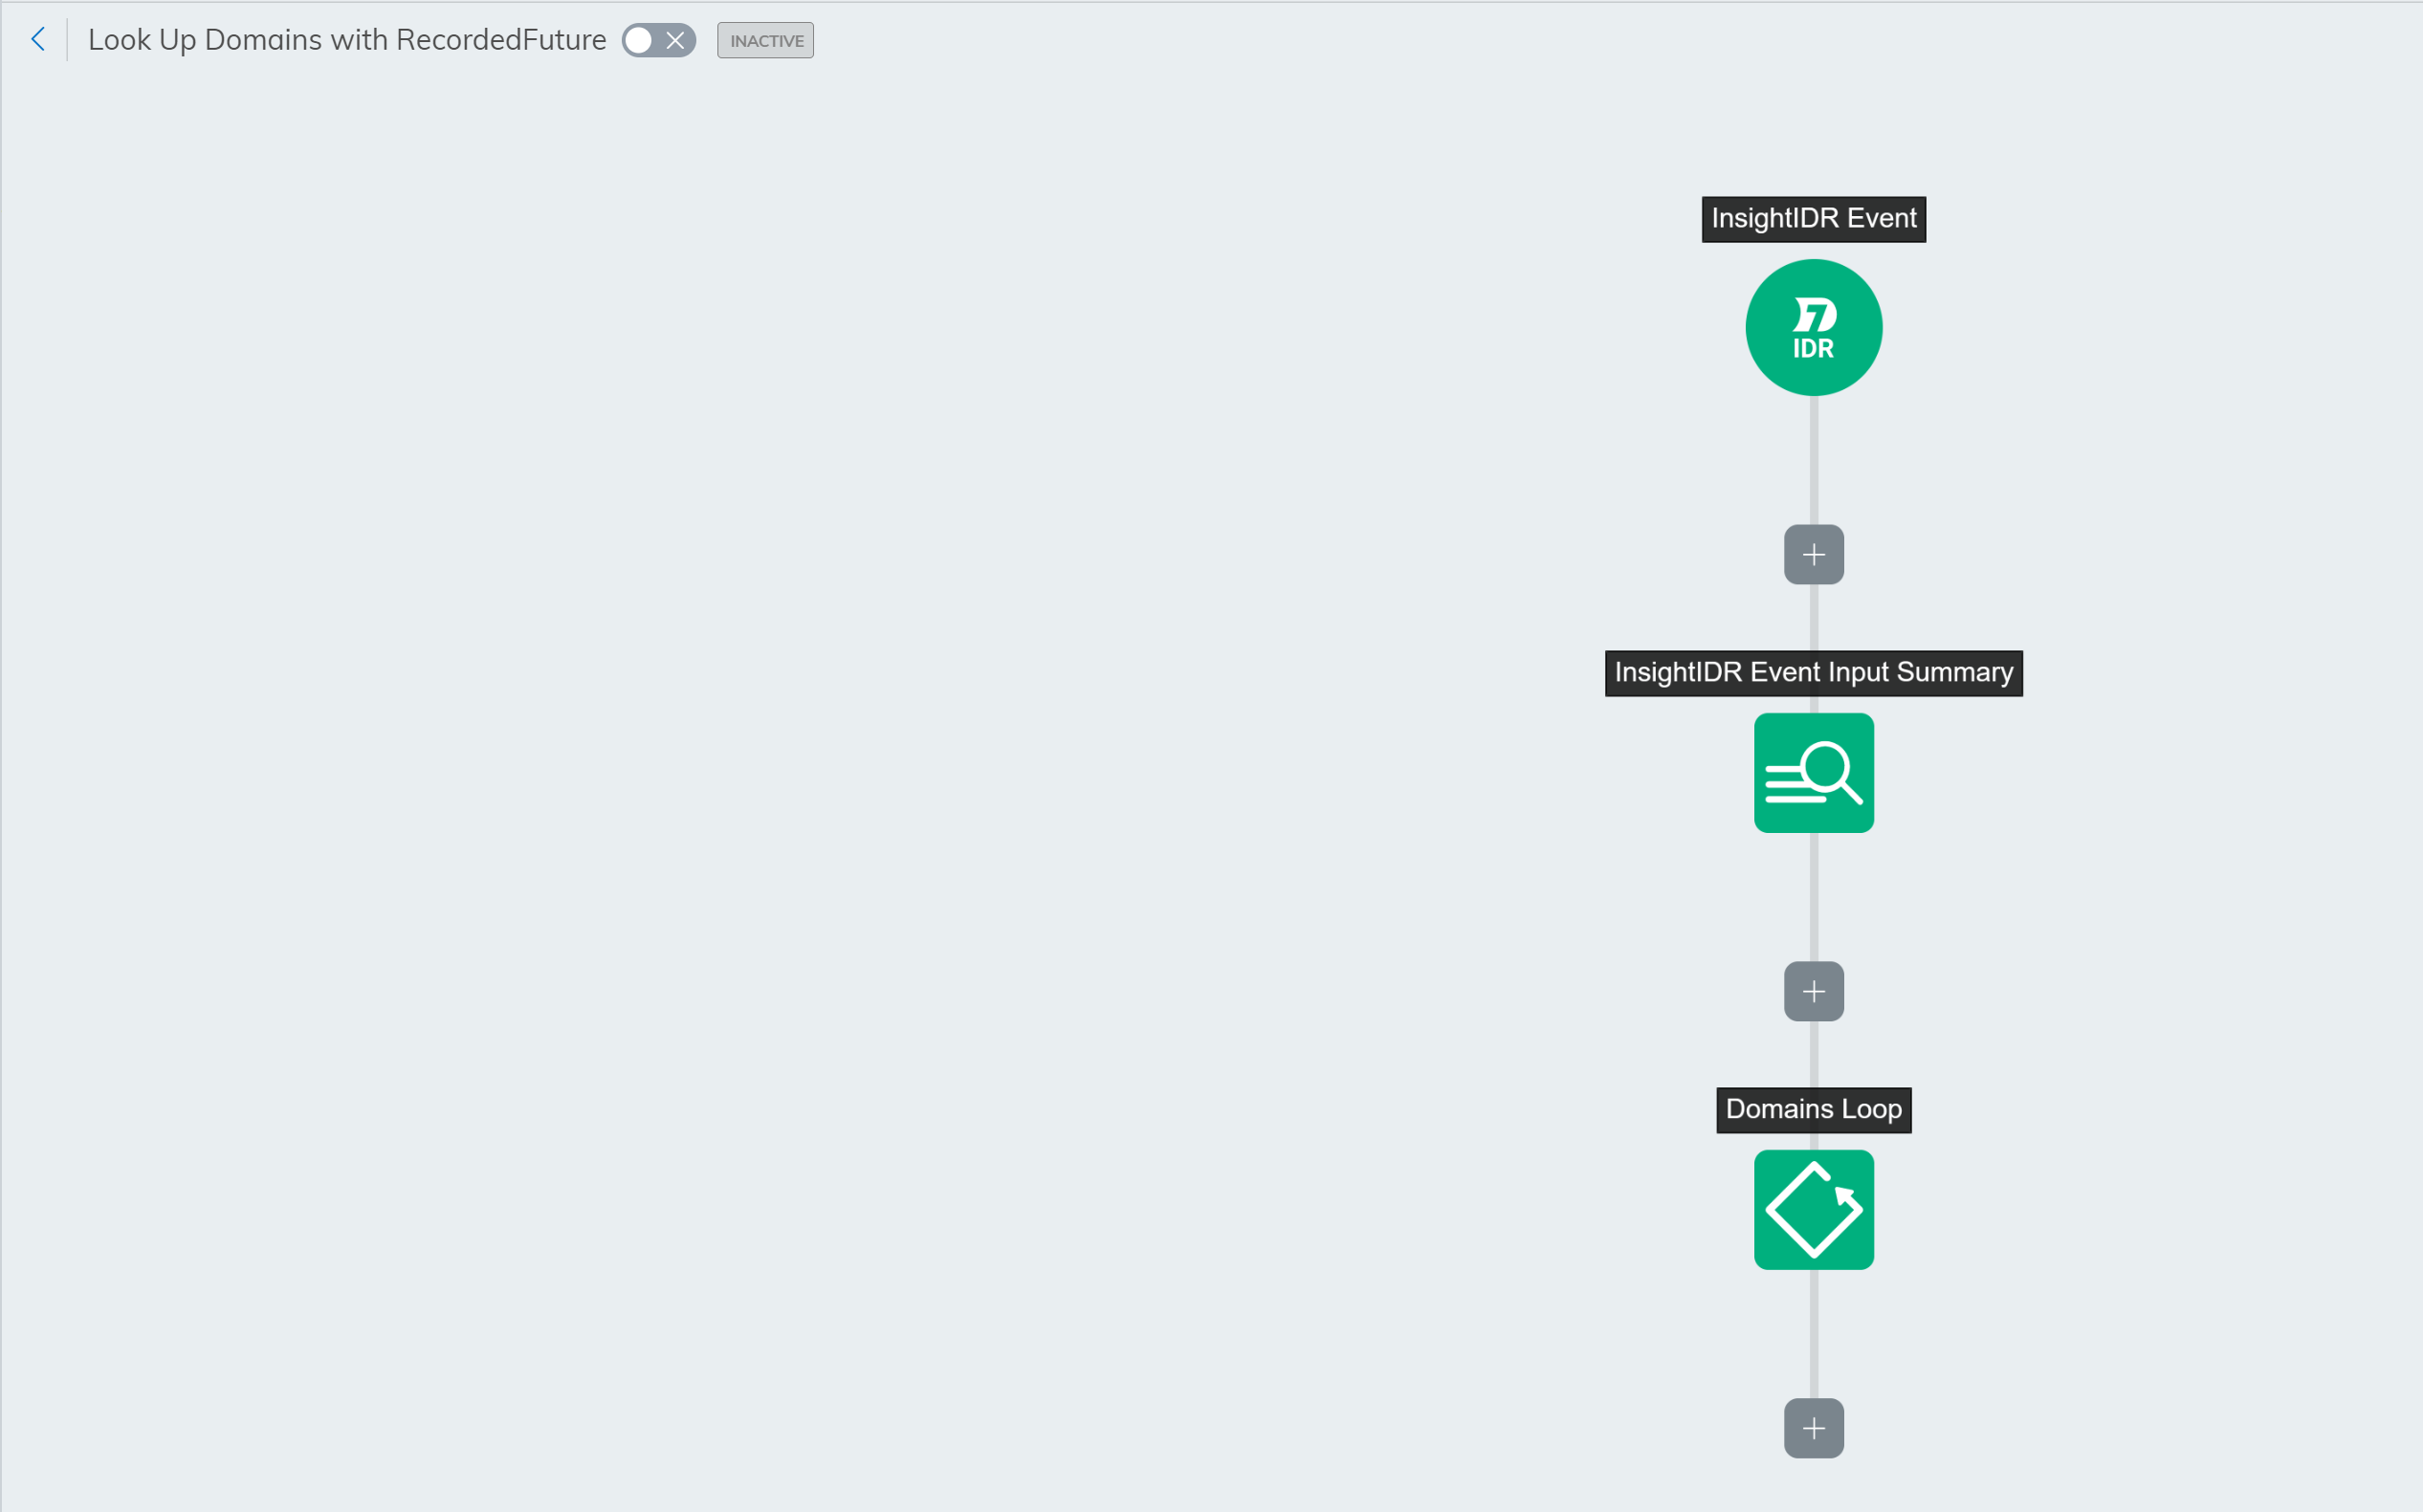 Look Up Domains with RecordedFuture
INACTIVE
InsightIDR Event
IDR
InsightIDR Event Input Summary
Domains Loop